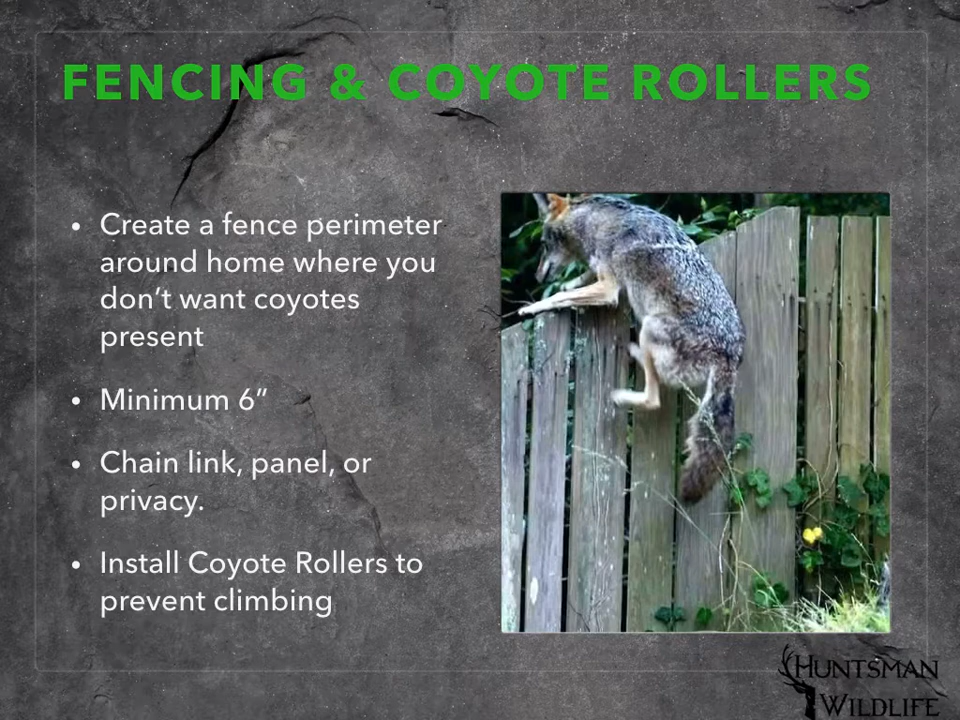 FENCING & COYOTE ROLLERS
• Create a fence perimeter
around home where you
don’t want coyotes
present
• Minimum 6”
• Chain link, panel, or
privacy.
• Install Coyote Rollers to
prevent climbing
HUNTSMAN
WILDLIFE